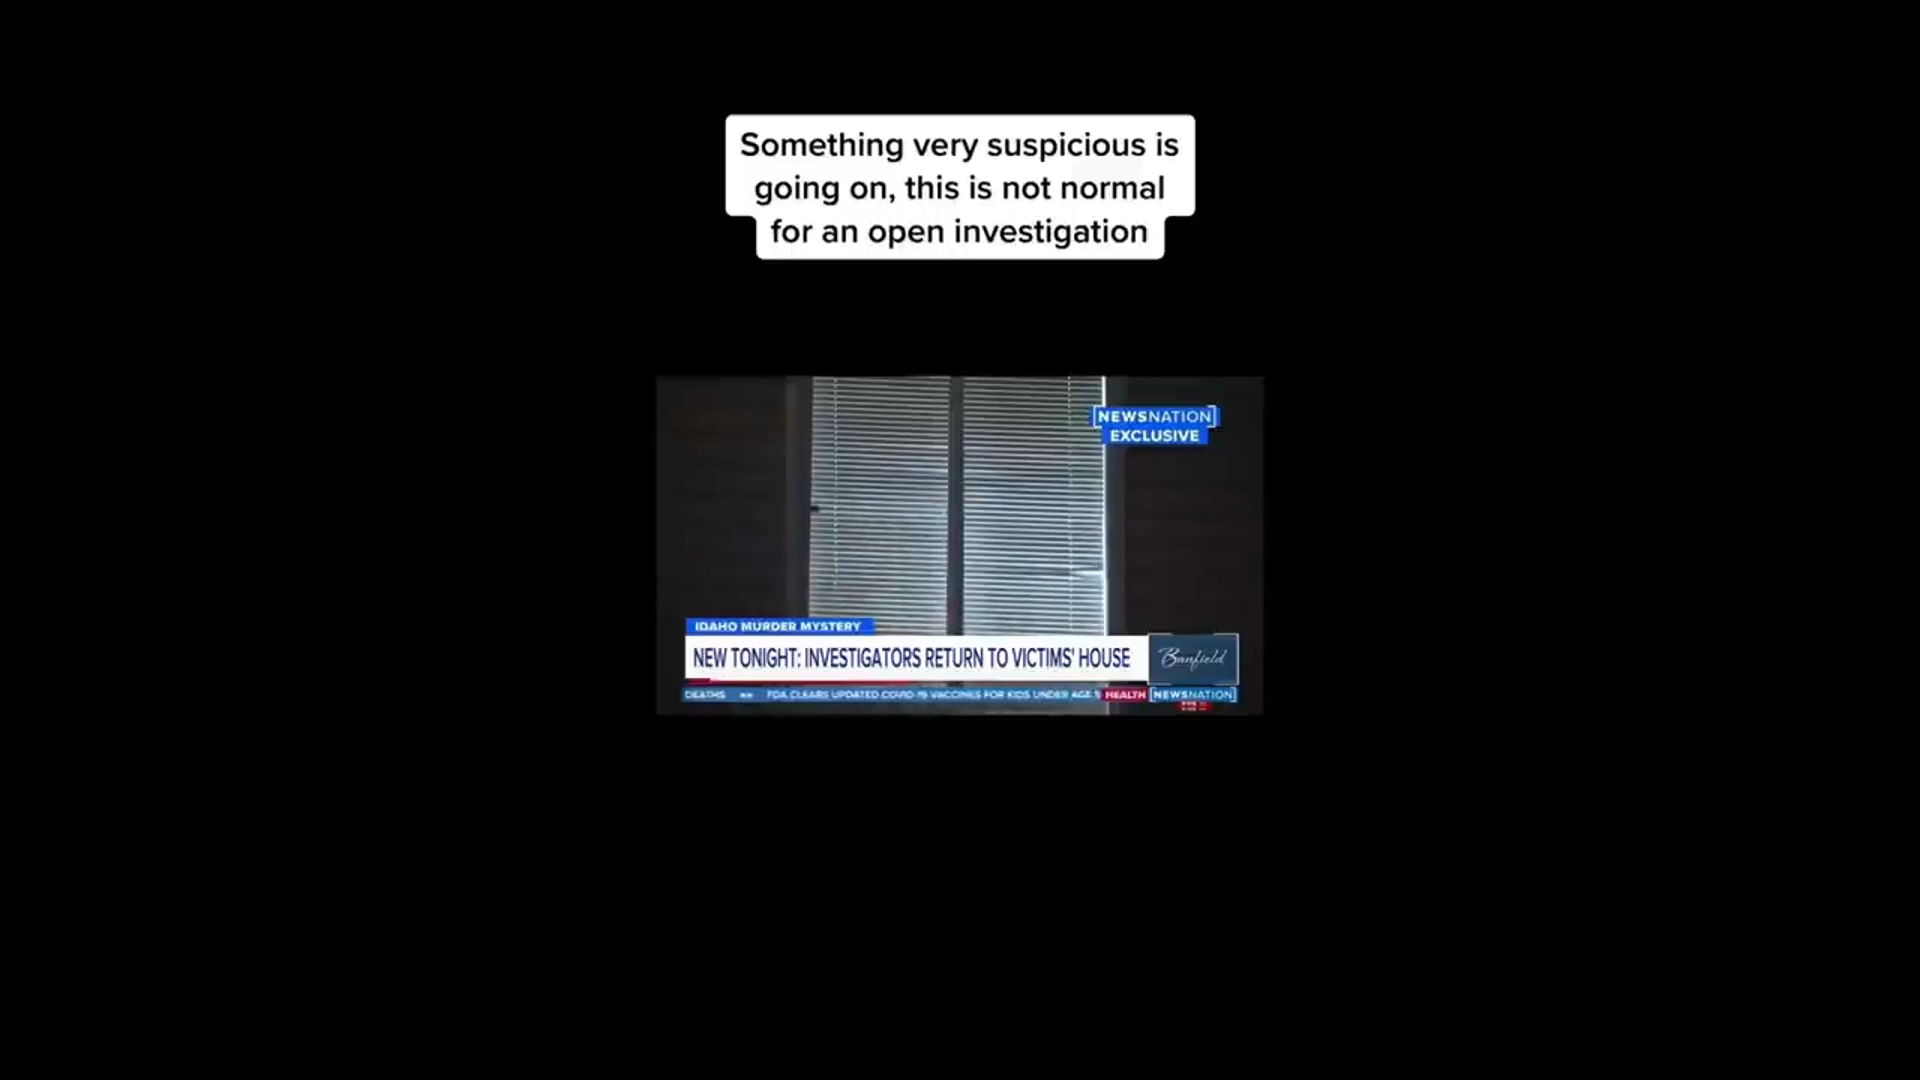 Something very suspicious is
going on, this is not normal
for an open investigation
NEWSNATION
EXCLUSIVE
IDAHO MURDER MYSTERY
NEW TONIGHT: INVESTIGATORS RETURN TO VICTIMS' HOUSE
Banfield
DEATHS FDA CLEARS UPDATED COVID-19 VACCINES FOR KIDS UNDER AGE 5 HEALTH NEWSNATION